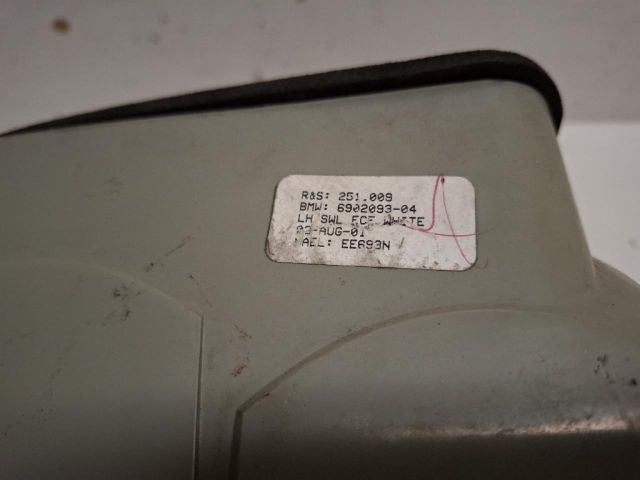 R&S: 251.009
BMW: 6902093-04
LH SWL ECE WHITE
-AUG-01
EE693N